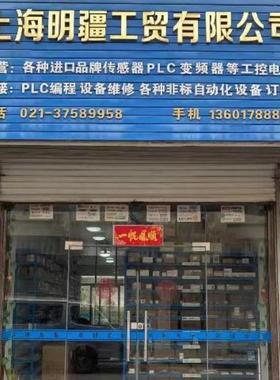 上海明疆工贸有限公司
营：各种进口品牌传感器PLC变频器等工控电
接：PLC编程 设备维修 各种非标自动化设备订
话 021-37589958 手机 13601788
一帆风顺